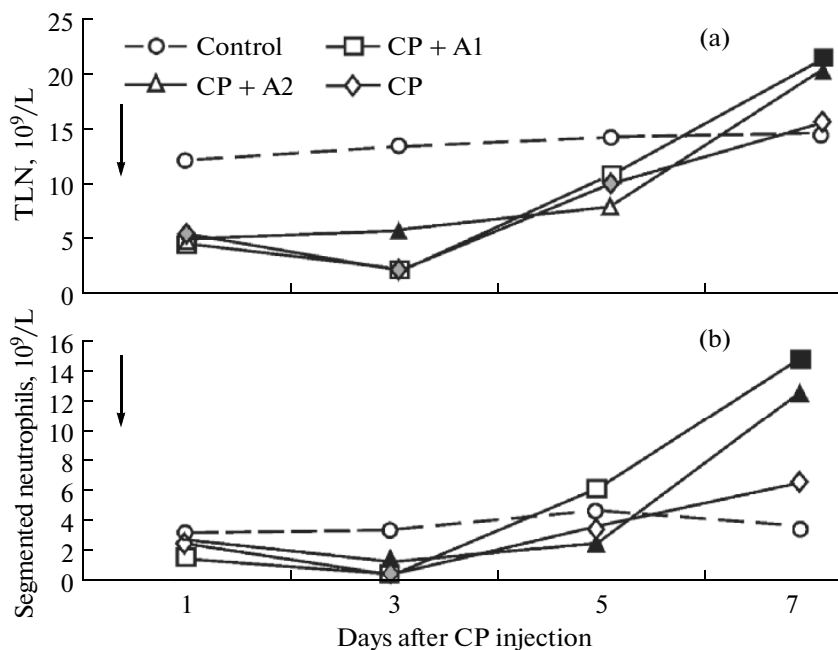 (a)
Control
CP + A1
CP + A2
CP
TLN, 10⁹/L
25
20
15
10
5
0
(b)
Segmented neutrophils, 10⁹/L
16
14
12
10
8
6
4
2
0
1 3 5 7
Days after CP injection